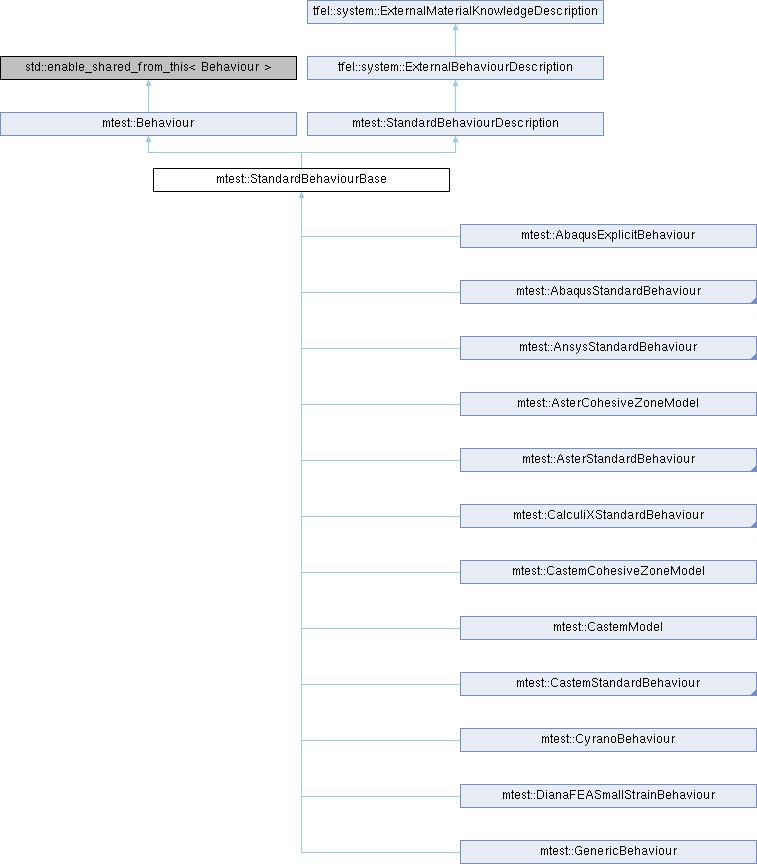 tfel::system::ExternalMaterialKnowledgeDescription
std::enable_shared_from_this< Behaviour >
tfel::system::ExternalBehaviourDescription
mtest::Behaviour
mtest::StandardBehaviourDescription
mtest::StandardBehaviourBase
mtest::AbaqusExplicitBehaviour
mtest::AbaqusStandardBehaviour
mtest::AnsysStandardBehaviour
mtest::AsterCohesiveZoneModel
mtest::AsterStandardBehaviour
mtest::CalculiXStandardBehaviour
mtest::CastemCohesiveZoneModel
mtest::CastemModel
mtest::CastemStandardBehaviour
mtest::CyranoBehaviour
mtest::DianaFEASmallStrainBehaviour
mtest::GenericBehaviour